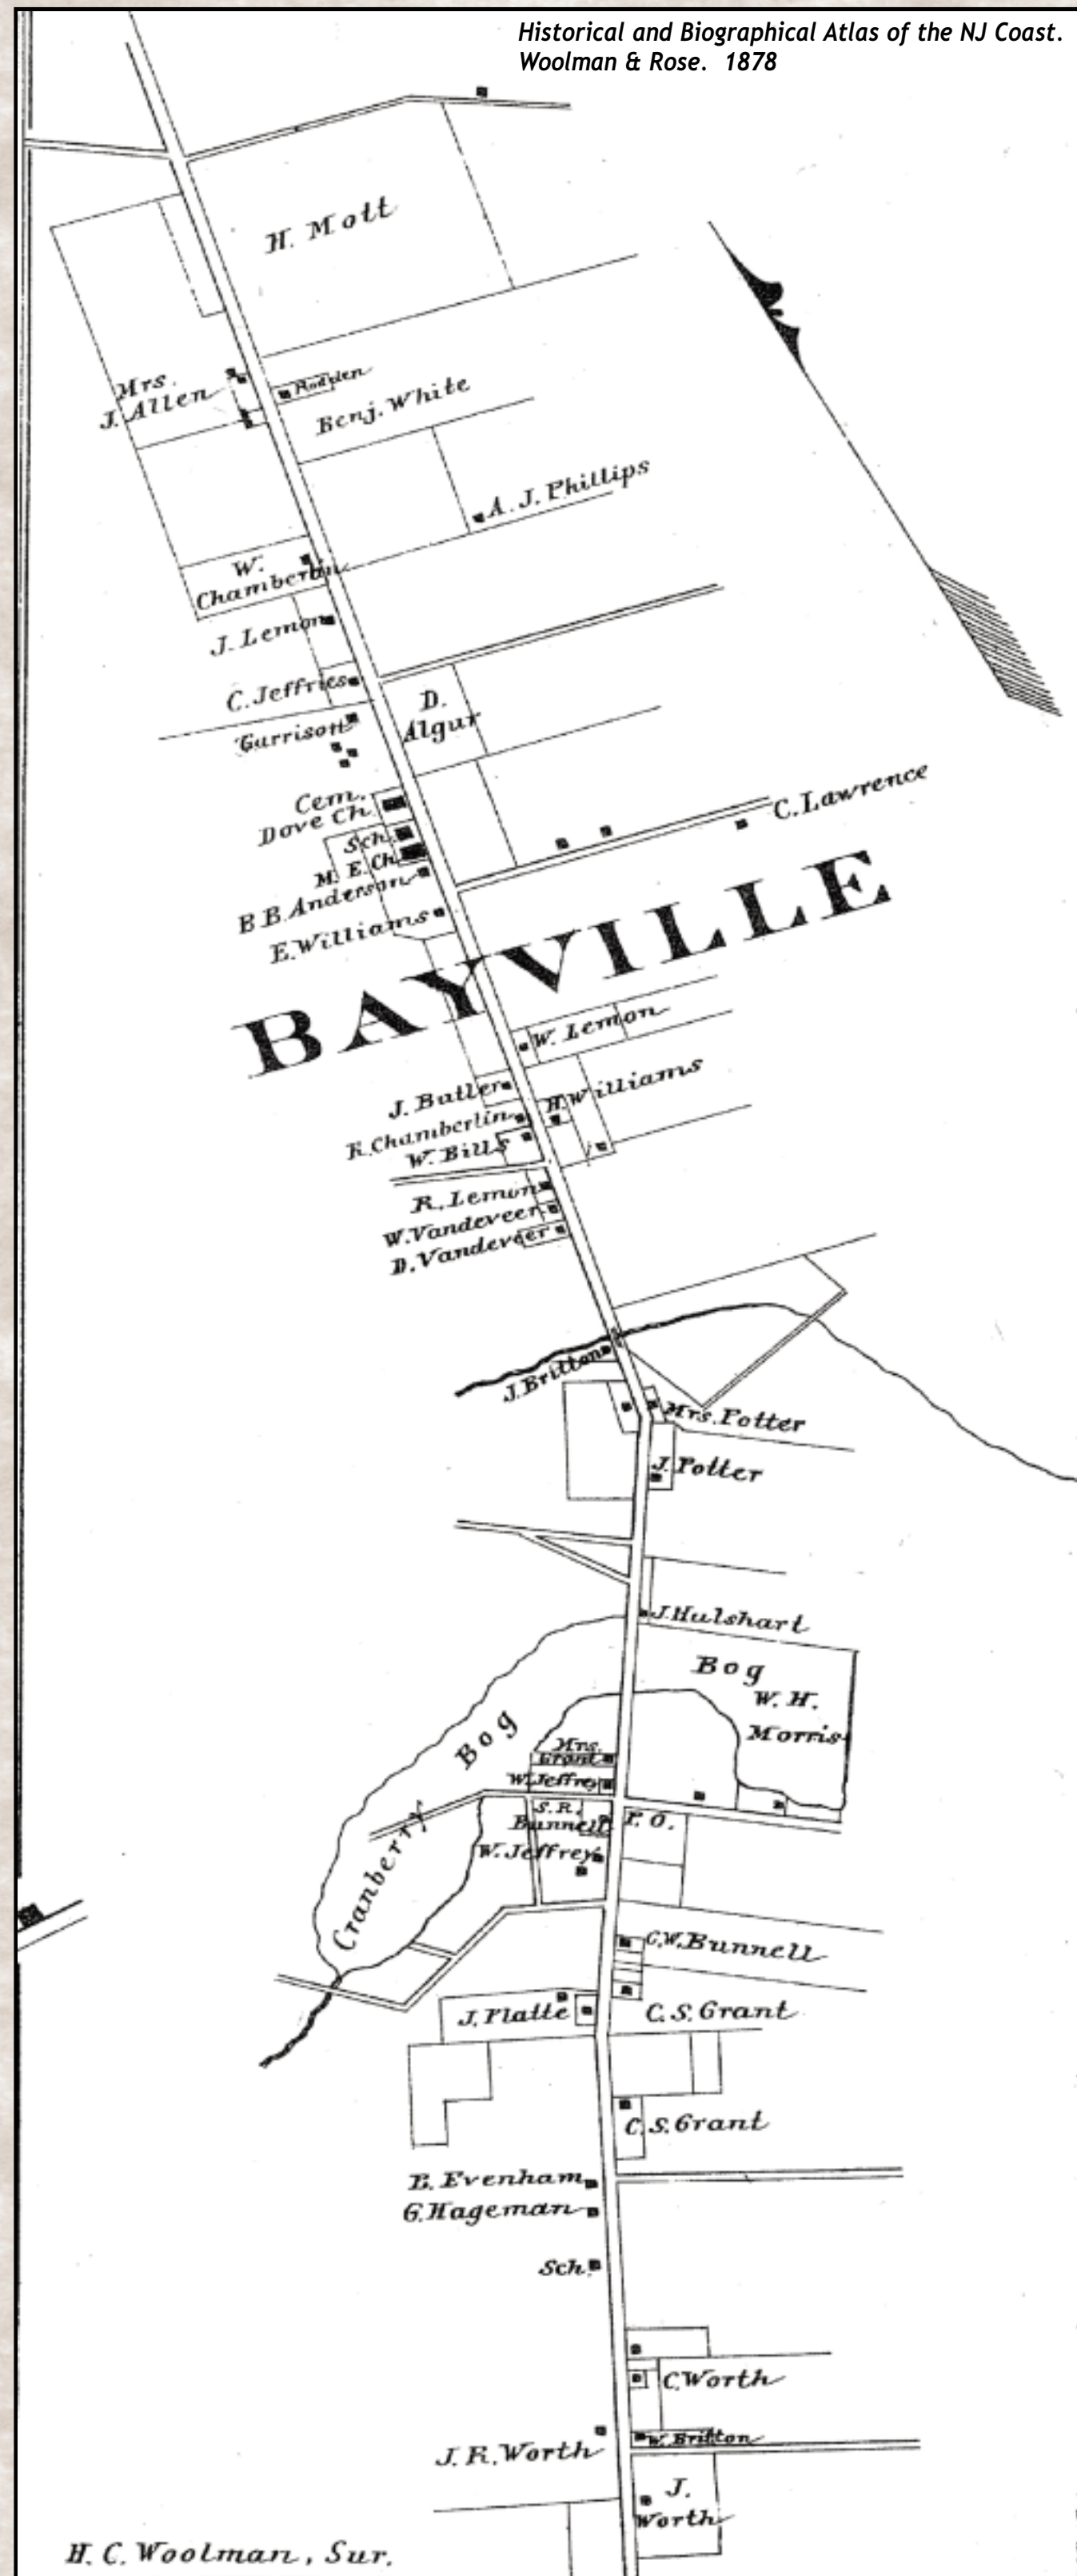 Historical and Biographical Atlas of the NJ Coast.
Woolman & Rose. 1878
H. Mott
Mrs.
J. Allen
Benj. White
A. J. Phillips
W.
Chamberlin
J. Lemon
C. Jeffries
D.
Algur
Garrison
Cem.
Dove Ch.
Sch.
M. E. Ch.
B B. Anderson
E. Williams
C. Lawrence
BAYVILLE
W. Lemon
J. Butler
H. Williams
R. Chamberlin
W. Bills
R. Lemon
W. Vandeveer
D. Vandeveer
J. Britton
Mrs. Potter
J. Potter
J. Hulshart
Bog
W. H.
Morris
Bog
Cranberry
Mrs.
Grant
W. Jeffrey
S. R.
Bunnell
P. O.
W. Jeffrey
G. W. Bunnell
J. Platte
C. S. Grant
C. S. Grant
B. Evenham
G. Hageman
Sch.
C. Worth
W. Britton
J. R. Worth
J.
Worth
H. C. Woolman, Sur.